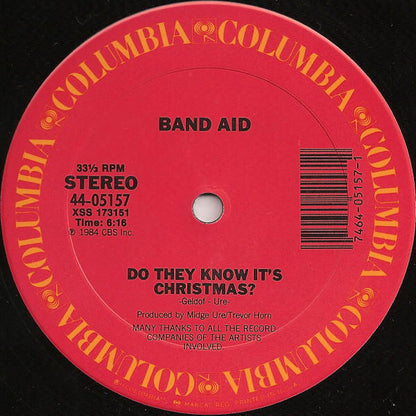 COLUMBIA COLUMBIA COLUMBIA COLUMBIA COLUMBIA COLUMBIA
BAND AID
33⅓ RPM
STEREO
44-05157
XSS 173151
Time: 6:16
℗ 1984 CBS Inc.
7464-05157-1
DO THEY KNOW IT'S
CHRISTMAS?
-Geldof - Ure-
Produced by Midge Ure/Trevor Horn
MANY THANKS TO ALL THE RECORD
COMPANIES OF THE ARTISTS
INVOLVED